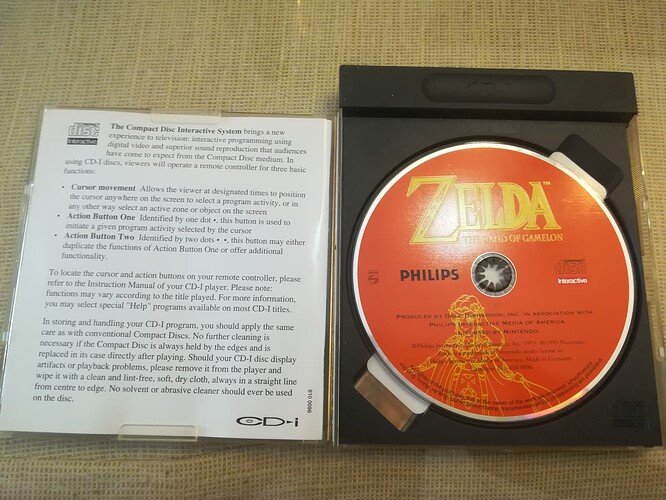 disc
Interactive
The Compact Disc Interactive System brings a new
experience to television: interactive programming using
digital video and superior sound reproduction that audiences
have come to expect from the Compact Disc medium. In
using CD-I discs, viewers will operate a remote controller for three basic
functions:
• Cursor movement Allows the viewer at designated times to position
the cursor anywhere on the screen to select a program activity, or in
any other way select an active zone or object on the screen
• Action Button One Identified by one dot •, this button is used to
initiate a given program activity selected by the cursor
• Action Button Two Identified by two dots • •, this button may either
duplicate the functions of Action Button One or offer additional
functionality.
To locate the cursor and action buttons on your remote controller, please
refer to the Instruction Manual of your CD-I player. Please note:
functions may vary according to the title played. For more information,
you may select special "Help" programs available on most CD-I titles.
In storing and handling your CD-I program, you should apply the same
care as with conventional Compact Discs. No further cleaning is
necessary if the Compact Disc is always held by the edges and is
replaced in its case directly after playing. Should your CD-I disc display
artifacts or playback problems, please remove it from the player and
wipe it with a clean and lint-free, soft, dry cloth, always in a straight line
from centre to edge. No solvent or abrasive cleaner should ever be used
on the disc.
CD-i
ZELDA
THE WAND OF GAMELON
PHILIPS
disc
Interactive
PRODUCED BY
INC. IN ASSOCIATION WITH
PHILIPS INTERACTIVE MEDIA OF AMERICA.
LICENSED BY NINTENDO.
1993 Nintendo
Made in Germany